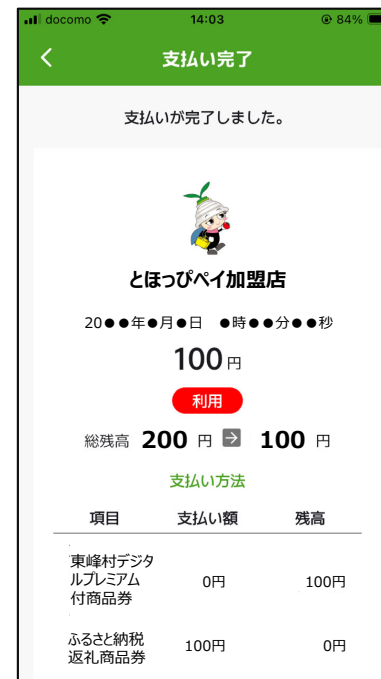 docomo 14:03 84%
支払い完了
支払いが完了しました。
とほっぴペイ加盟店
20●●年●月●日 ●時●●分●●秒
100 円
利用
総残高 200 円 → 100 円
支払い方法
項目 支払い額 残高
東峰村デジタ
ルプレミアム 0円 100円
付商品券
ふるさと納税
返礼商品券 100円 0円